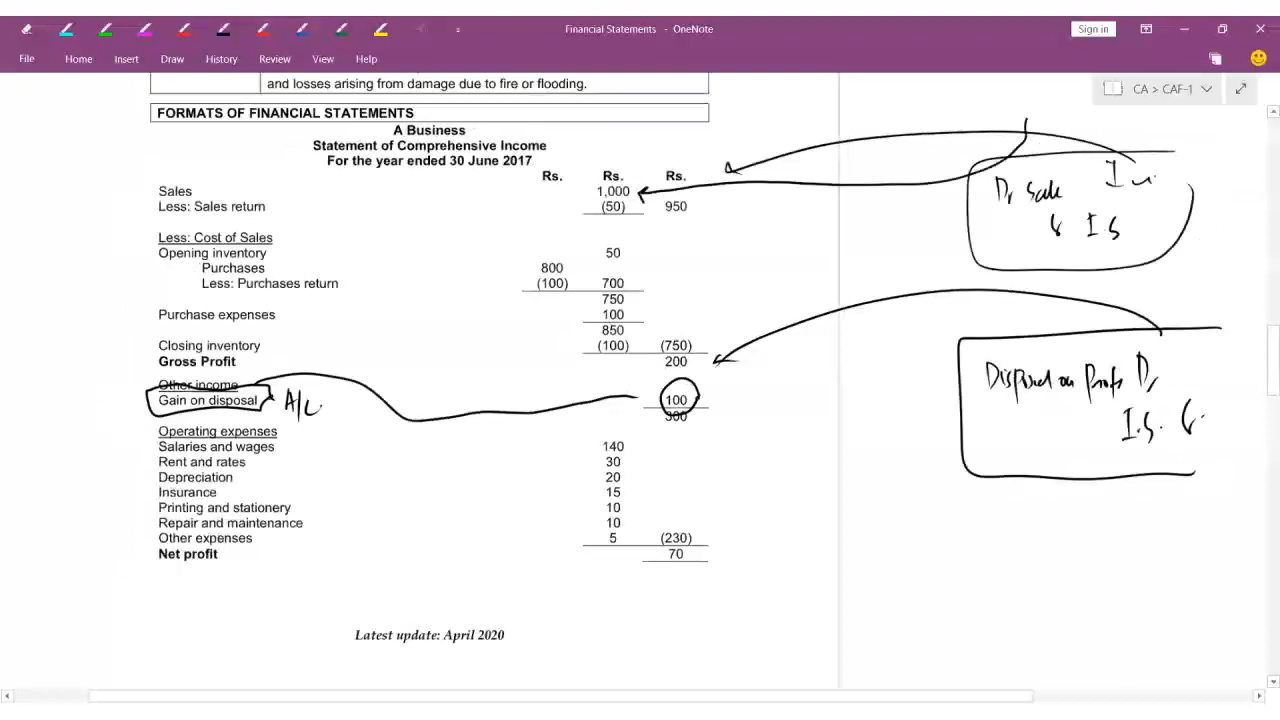 Financial Statements - OneNote
Sign in
File Home Insert Draw History Review View Help
CA > CAF-1
and losses arising from damage due to fire or flooding.
FORMATS OF FINANCIAL STATEMENTS
A Business
Statement of Comprehensive Income
For the year ended 30 June 2017
Rs. Rs. Rs.
Sales 1,000
Less: Sales return (50) 950
Less: Cost of Sales
Opening inventory 50
Purchases 800
Less: Purchases return (100) 700
750
Purchase expenses 100
850
Closing inventory (100) (750)
Gross Profit 200
Other income
Gain on disposal 100
300
Operating expenses
Salaries and wages 140
Rent and rates 30
Depreciation 20
Insurance 15
Printing and stationery 10
Repair and maintenance 10
Other expenses 5 (230)
Net profit 70
Latest update: April 2020
A/C
Dr Sale
I.S
Disposal on Profit Dr
I.S. Cr